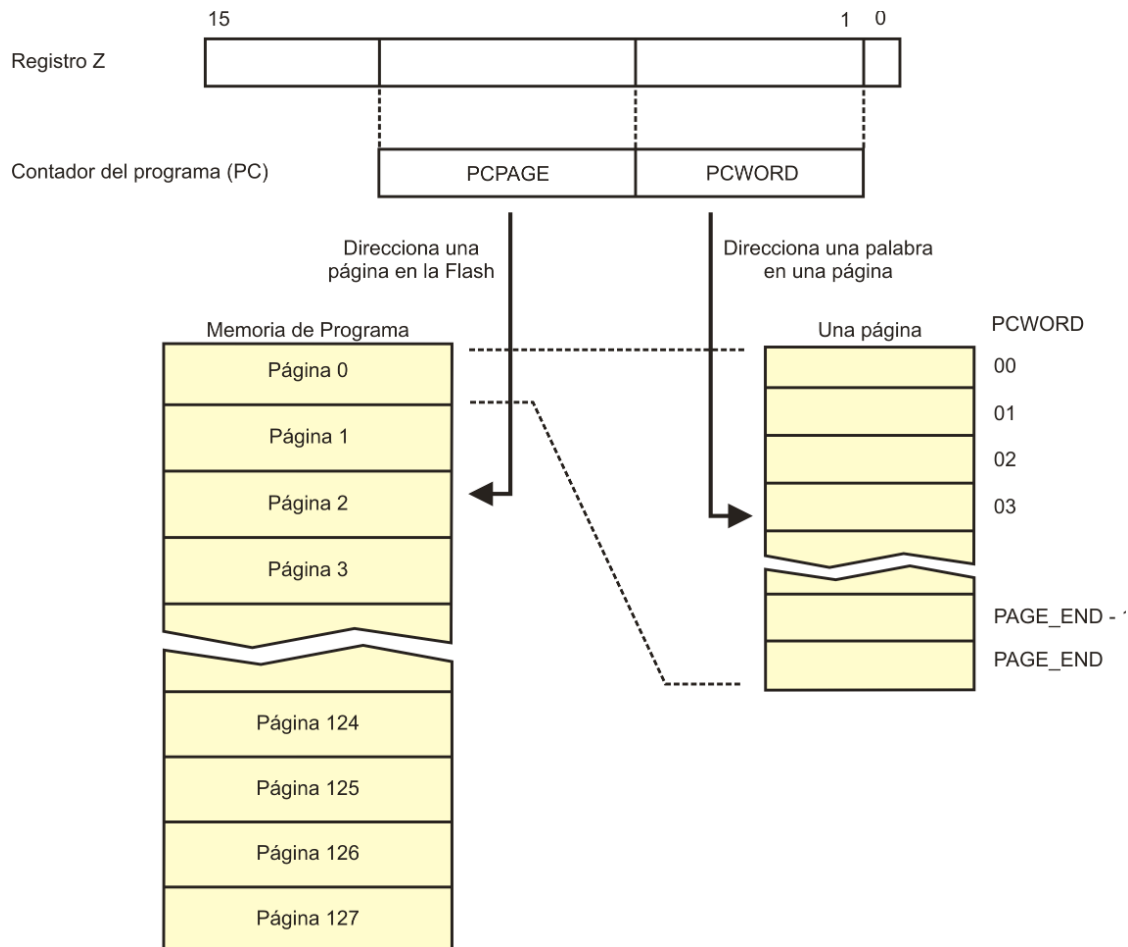 15 1 0
Registro Z
Contador del programa (PC) PCPAGE PCWORD
Direcciona una
página en la Flash
Direcciona una palabra
en una página
Memoria de Programa
Página 0
Página 1
Página 2
Página 3
Página 124
Página 125
Página 126
Página 127
Una página
PCWORD
00
01
02
03
PAGE_END - 1
PAGE_END